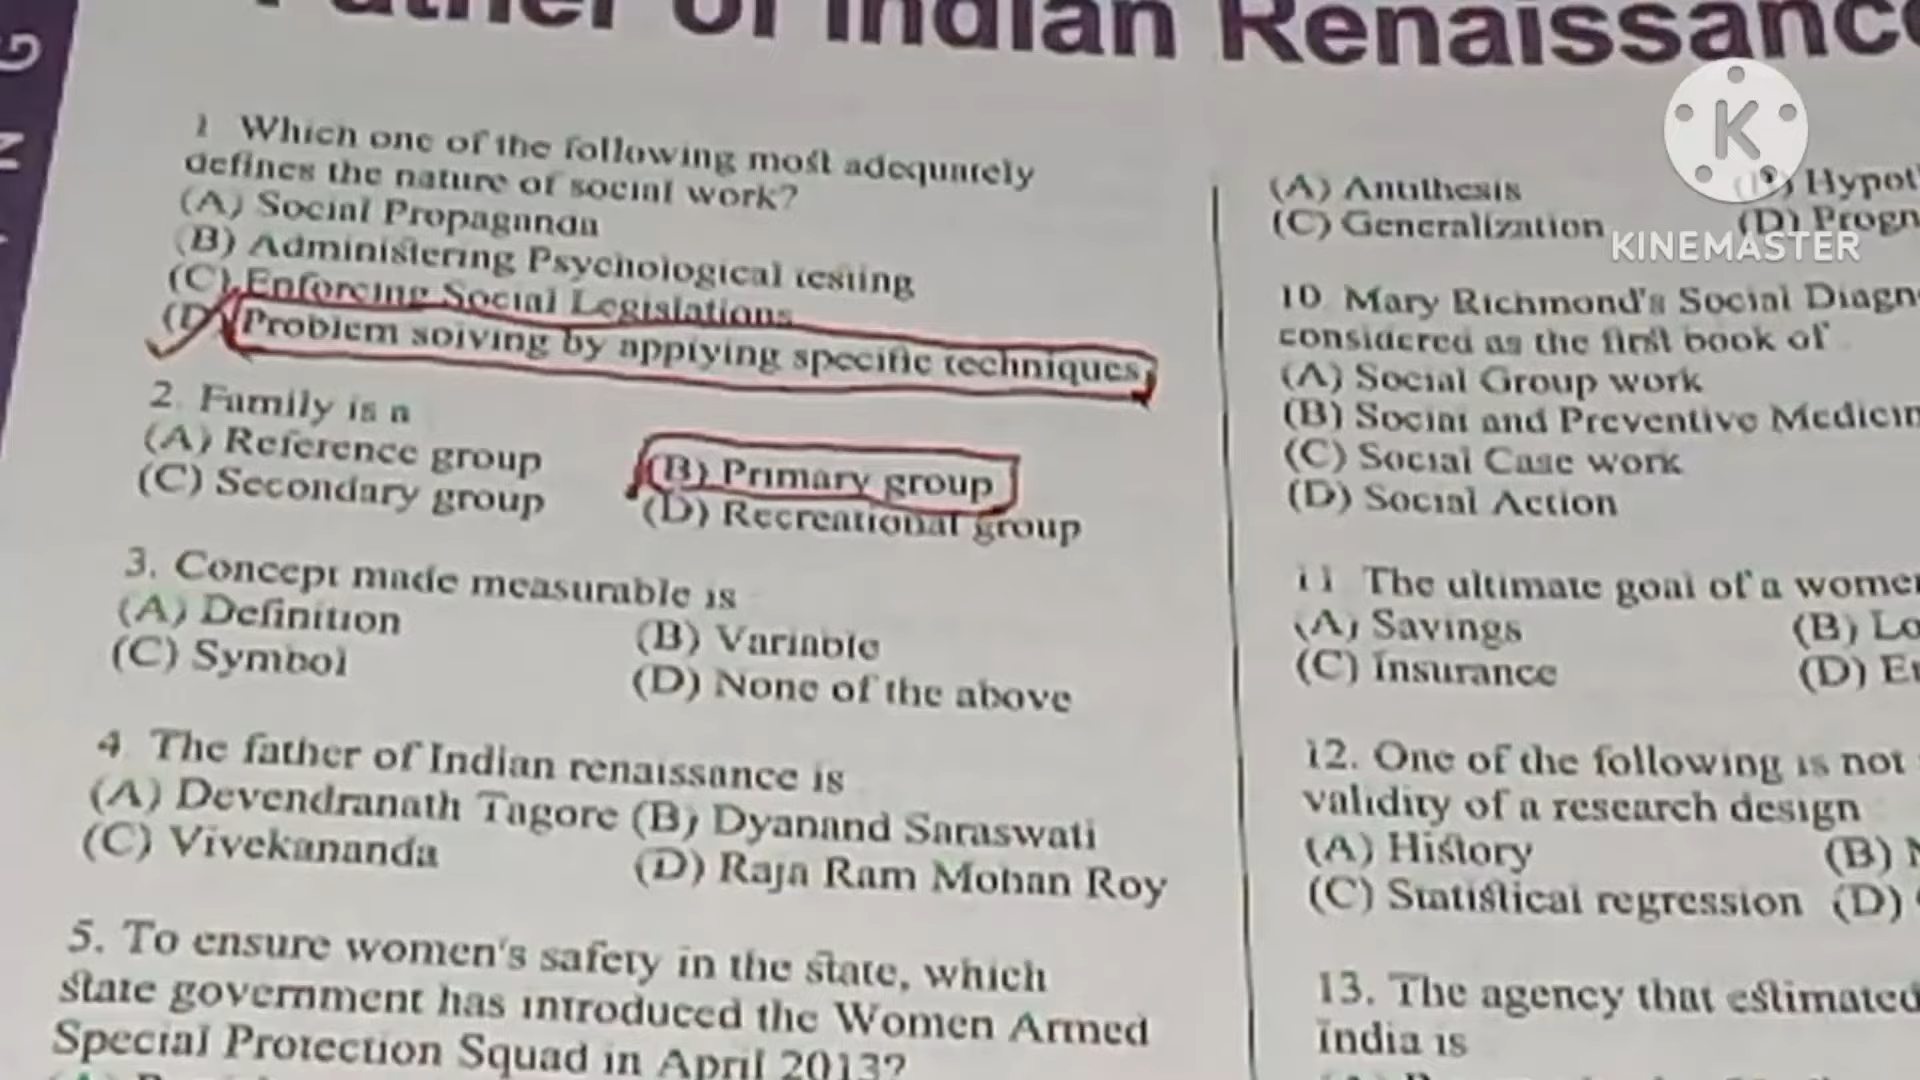 Father of Indian Renaissance
1 Which one of the following most adequately
defines the nature of social work?
(A) Social Propaganda
(B) Administering Psychological testing
(C) Enforcing Social Legislations
(D) Problem solving by applying specific techniques
2. Family is a
(A) Reference group
(B) Primary group
(C) Secondary group
(D) Recreational group
3. Concept made measurable is
(A) Definition
(B) Variable
(C) Symbol
(D) None of the above
4 The father of Indian renaissance is
(A) Devendranath Tagore (B) Dyanand Saraswati
(C) Vivekananda
(D) Raja Ram Mohan Roy
5. To ensure women's safety in the state, which
state government has introduced the Women Armed
Special Protection Squad in April 2013?
(A) Antithesis
(C) Generalization
(D)
10 Mary Richmond's Social
considered as the first book of
(A) Social Group work
(B) Social and Preventive
(C) Social Case work
(D) Social Action
11 The ultimate goal of a
(A) Savings
(B)
(C) Insurance
(D)
12. One of the following is not
validity of a research design
(A) History
(B)
(C) Statistical regression (D)
13. The agency that estimated
India is
K
KINEMASTER